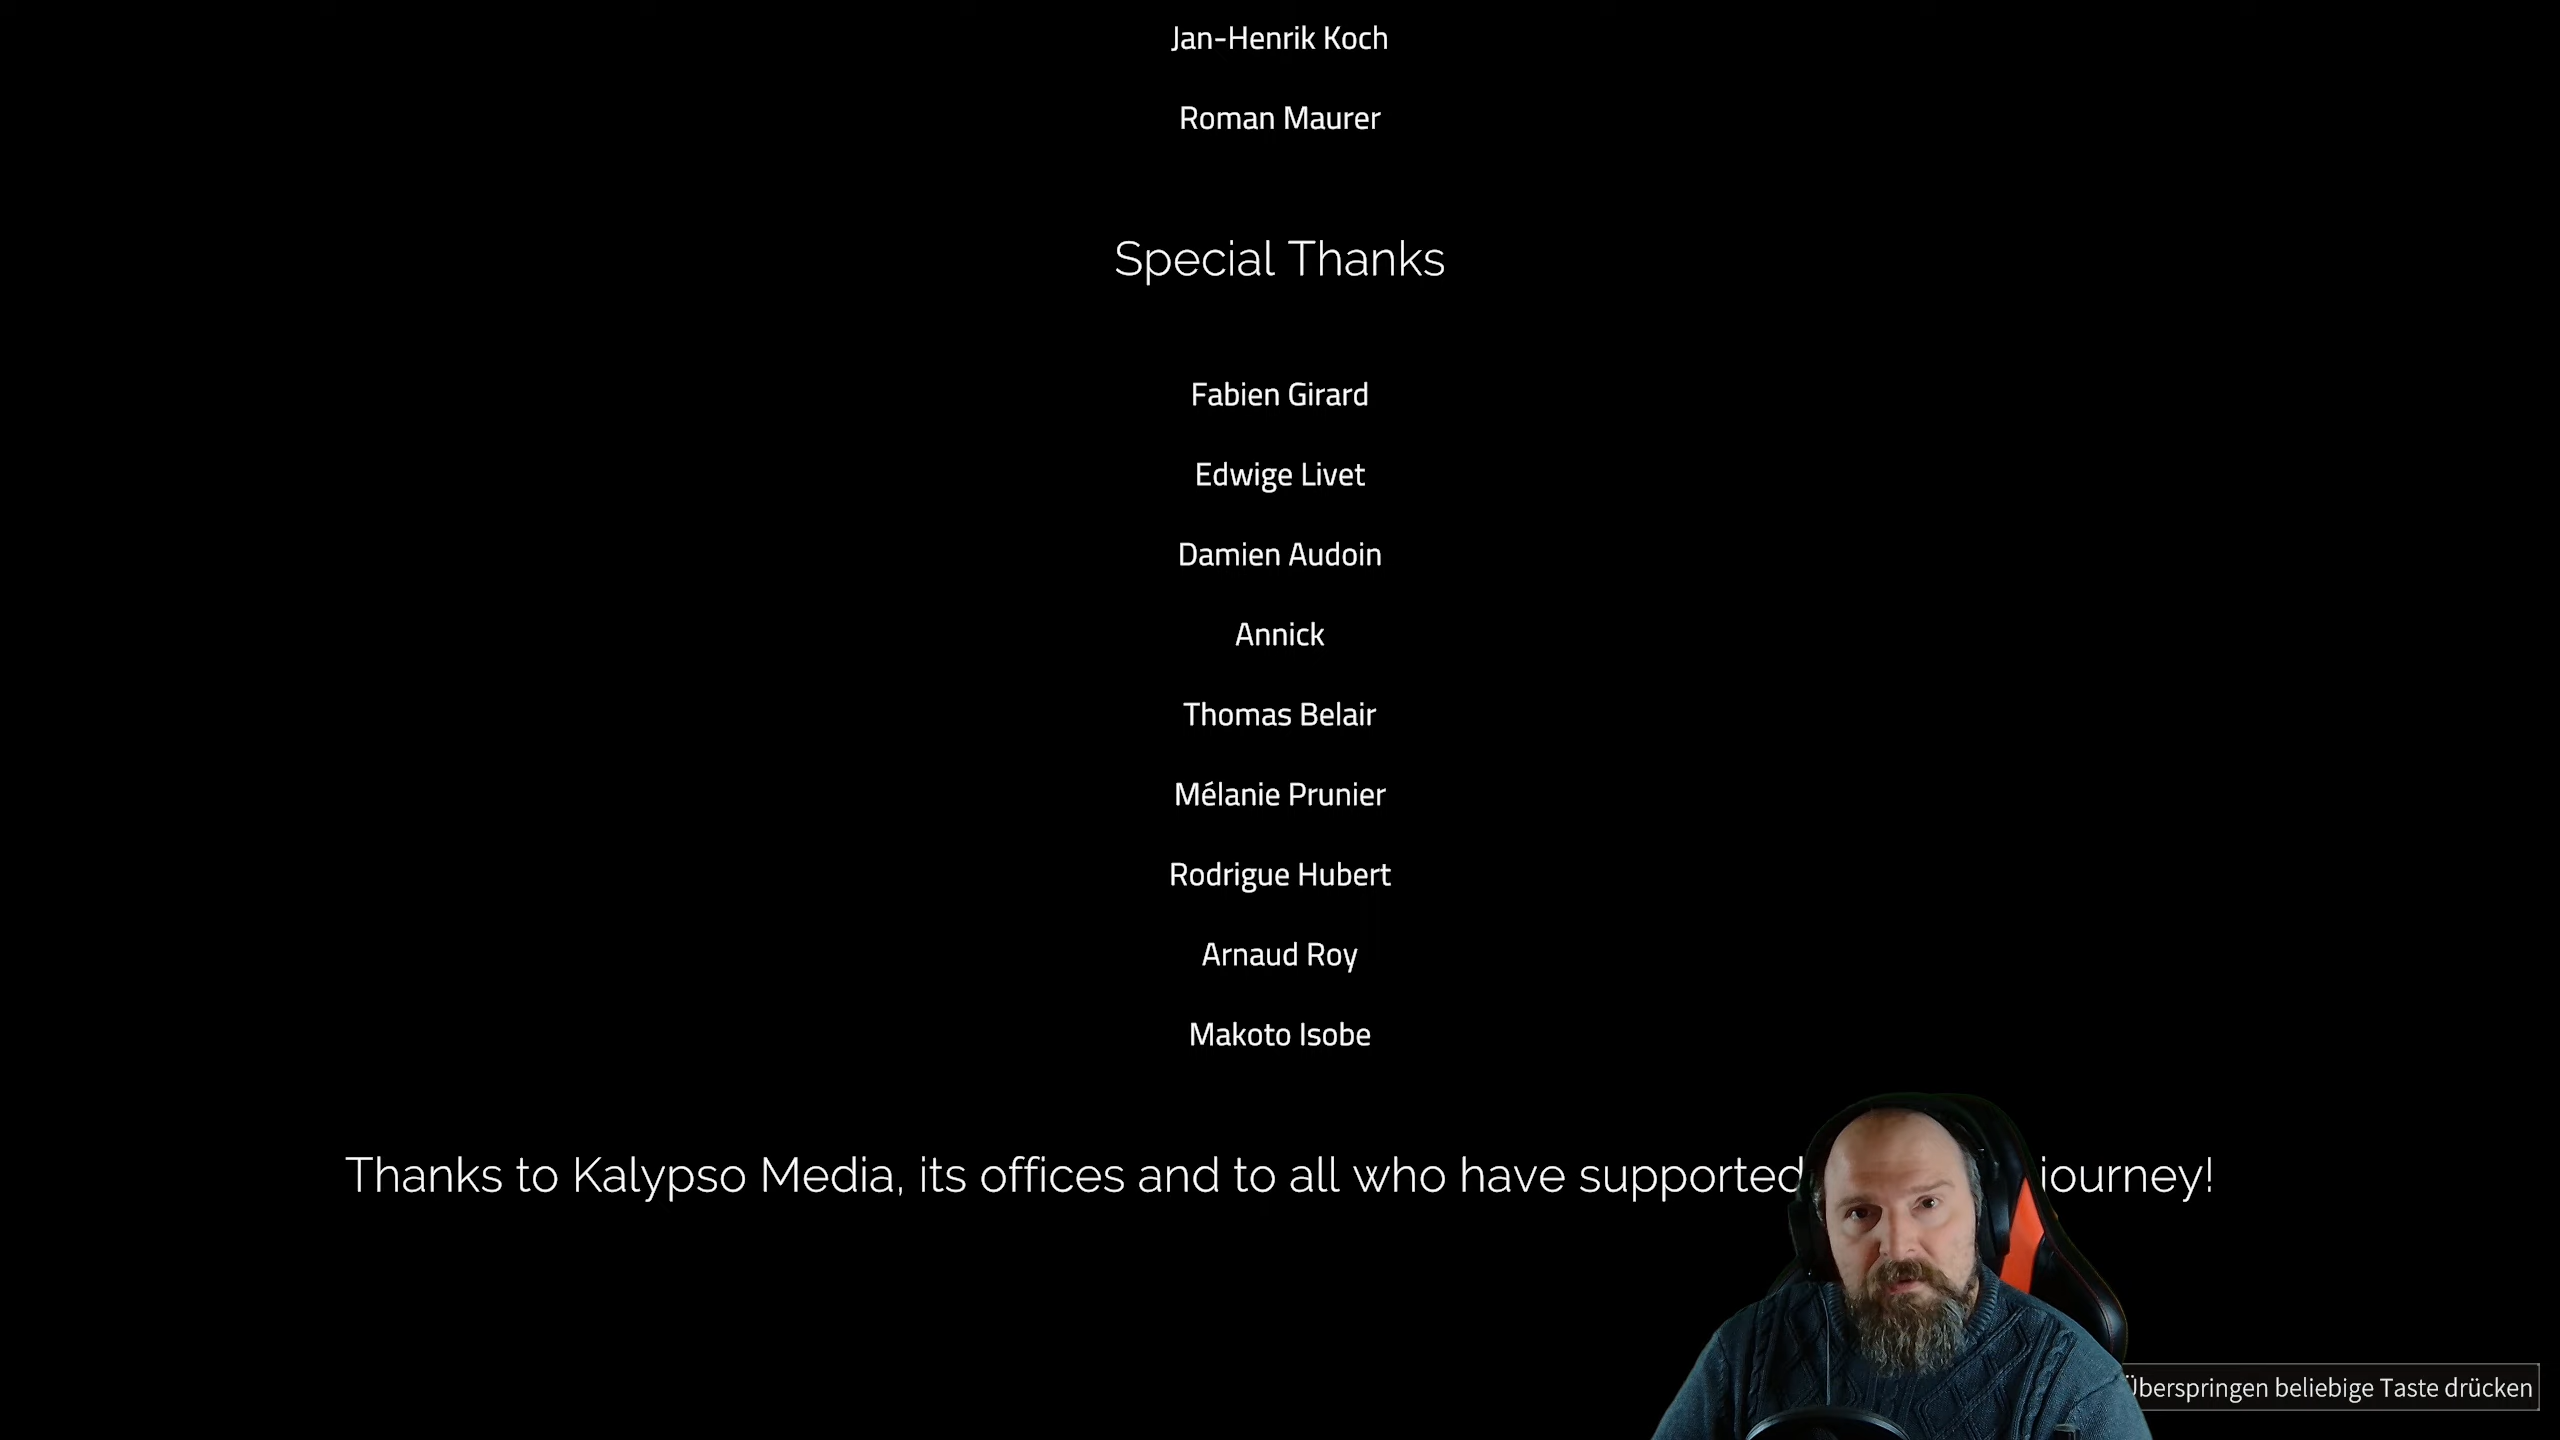 Jan-Henrik Koch
Roman Maurer
Special Thanks
Fabien Girard
Edwige Livet
Damien Audoin
Annick
Thomas Belair
Mélanie Prunier
Rodrigue Hubert
Arnaud Roy
Makoto Isobe
Thanks to Kalypso Media, its offices and to all who have supported journey!
Überspringen beliebige Taste drücken